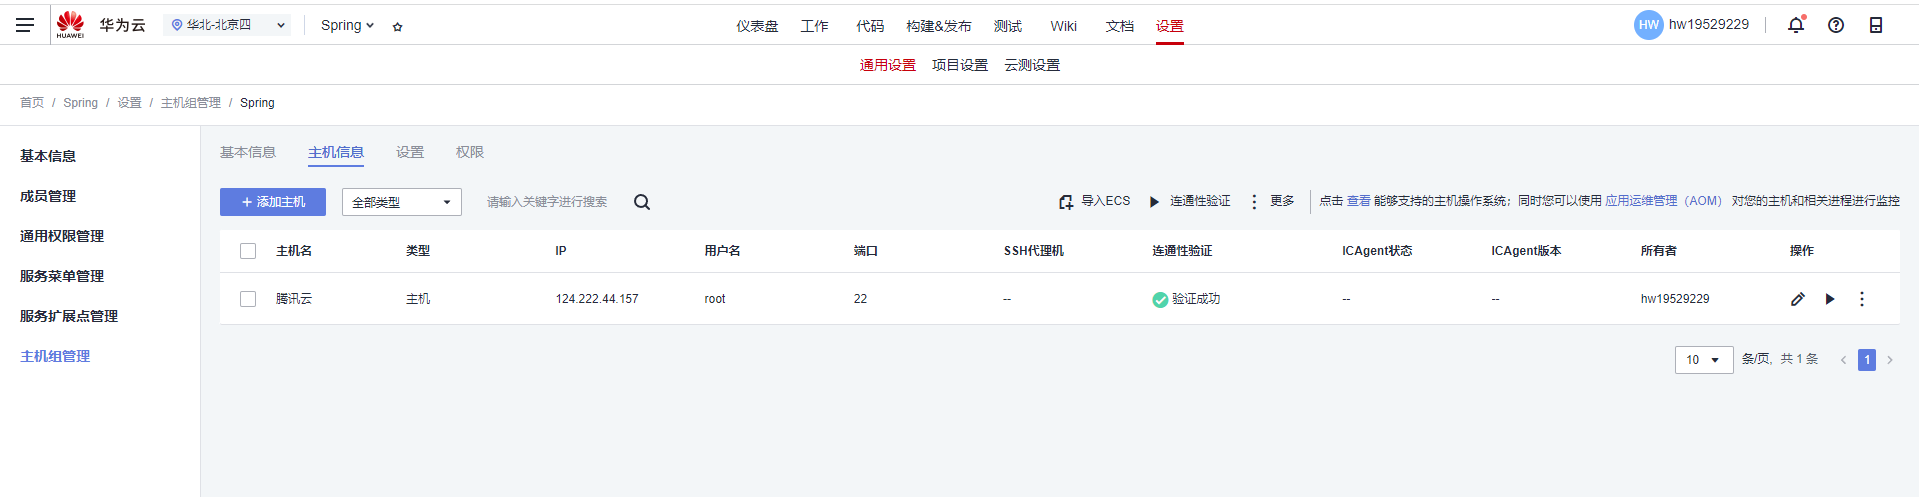 HUAWEI 华为云 华北-北京四 Spring 仪表盘 工作 代码 构建&发布 测试 Wiki 文档 设置 HW hw19529229
通用设置 项目设置 云测设置
首页 / Spring / 设置 / 主机组管理 / Spring
基本信息
成员管理
通用权限管理
服务菜单管理
服务扩展点管理
主机组管理
基本信息 主机信息 设置 权限
添加主机 全部类型 请输入关键字进行搜索 导入ECS 连通性验证 更多 点击 查看 能够支持的主机操作系统；同时您可以使用 应用运维管理（AOM） 对您的主机和相关进程进行监控
主机名 类型 IP 用户名 端口 SSH代理机 连通性验证 ICAgent状态 ICAgent版本 所有者 操作
腾讯云 主机 124.222.44.157 root 22 -- 验证成功 -- -- hw19529229
10 条/页, 共 1 条 < 1 >